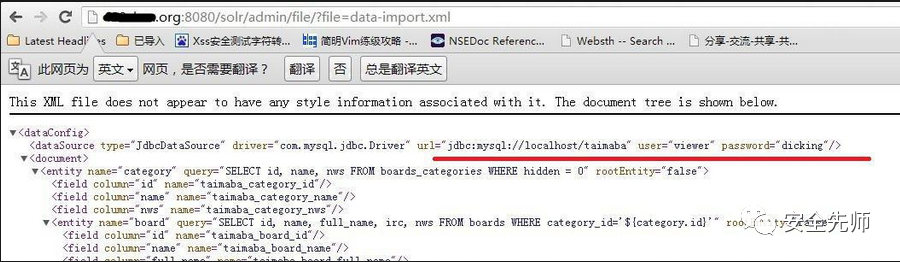 .org:8080/solr/admin/file/?file=data-import.xml
Latest Headlines 已导入 Xss安全测试字符转... 简明Vim练级攻略 -... NSEDoc Referenc... Websth -- Search ... 分享-交流-共享-共...
此网页为 英文 网页，是否需要翻译？ 翻译 否 总是翻译英文
This XML file does not appear to have any style information associated with it. The document tree is shown below.
▼<dataConfig>
<dataSource type="JdbcDataSource" driver="com.mysql.jdbc.Driver" url="jdbc:mysql://localhost/taimaba" user="viewer" password="dicking"/>
▼<document>
▼<entity name="category" query="SELECT id, name, nws FROM boards_categories WHERE hidden = 0" rootEntity="false">
<field column="id" name="taimaba_category_id"/>
<field column="name" name="taimaba_category_name"/>
<field column="nws" name="taimaba_category_nws"/>
▼<entity name="board" query="SELECT id, name, full_name, irc, nws FROM boards WHERE category_id='${category.id}'"
<field column="id" name="taimaba_board_id"/>
<field column="name" name="taimaba_board_name"/>
<field column="full_name" name="taimaba_board_full_name"/>
安全先师